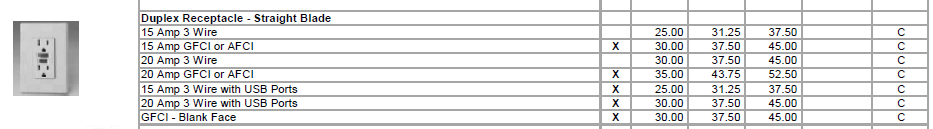 Duplex Receptacle - Straight Blade
15 Amp 3 Wire 25.00 31.25 37.50 C
15 Amp GFCI or AFCI X 30.00 37.50 45.00 C
20 Amp 3 Wire 30.00 37.50 45.00 C
20 Amp GFCI or AFCI X 35.00 43.75 52.50 C
15 Amp 3 Wire with USB Ports X 25.00 31.25 37.50 C
20 Amp 3 Wire with USB Ports X 30.00 37.50 45.00 C
GFCI - Blank Face X 30.00 37.50 45.00 C